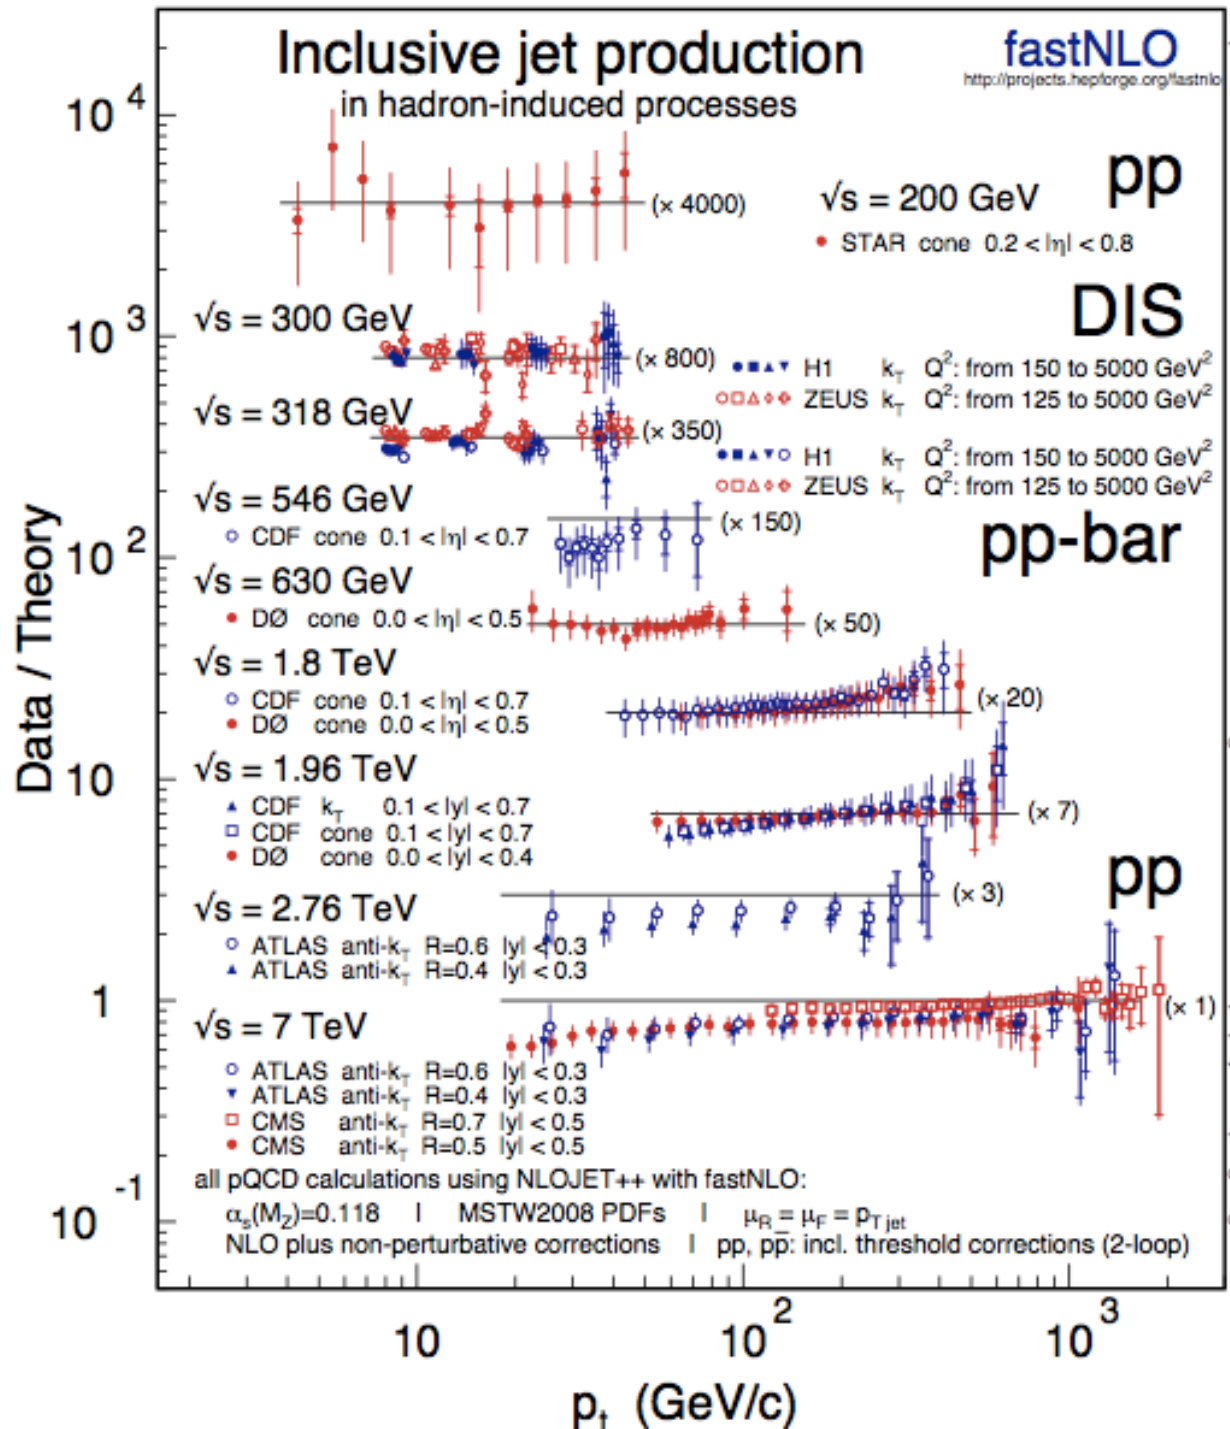 Inclusive jet production
in hadron-induced processes
fastNLO
http://projects.hepforge.org/fastnlo
pp
√s = 200 GeV
STAR cone 0.2 < |η| < 0.8
(× 4000)
DIS
√s = 300 GeV
(× 800)
H1 k_T Q²: from 150 to 5000 GeV²
ZEUS k_T Q²: from 125 to 5000 GeV²
√s = 318 GeV
(× 350)
H1 k_T Q²: from 150 to 5000 GeV²
ZEUS k_T Q²: from 125 to 5000 GeV²
pp-bar
√s = 546 GeV
CDF cone 0.1 < |η| < 0.7
(× 150)
√s = 630 GeV
DØ cone 0.0 < |η| < 0.5
(× 50)
√s = 1.8 TeV
CDF cone 0.1 < |η| < 0.7
DØ cone 0.0 < |η| < 0.5
(× 20)
√s = 1.96 TeV
CDF k_T 0.1 < |y| < 0.7
CDF cone 0.1 < |y| < 0.7
DØ cone 0.0 < |y| < 0.4
(× 7)
pp
√s = 2.76 TeV
ATLAS anti-k_T R=0.6 |y| < 0.3
ATLAS anti-k_T R=0.4 |y| < 0.3
(× 3)
√s = 7 TeV
ATLAS anti-k_T R=0.6 |y| < 0.3
ATLAS anti-k_T R=0.4 |y| < 0.3
CMS anti-k_T R=0.7 |y| < 0.5
CMS anti-k_T R=0.5 |y| < 0.5
(× 1)
all pQCD calculations using NLOJET++ with fastNLO:
α_s(M_Z)=0.118 | MSTW2008 PDFs | μ_R = μ_F = p_T jet
NLO plus non-perturbative corrections | pp, pp̄: incl. threshold corrections (2-loop)
Data / Theory
10⁴
10³
10²
10
1
10⁻¹
10
10²
10³
p_t (GeV/c)